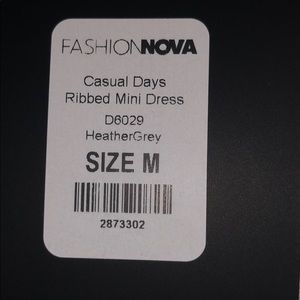 FASHIONNOVA
Casual Days
Ribbed Mini Dress
D6029
HeatherGrey
SIZE M
2873302